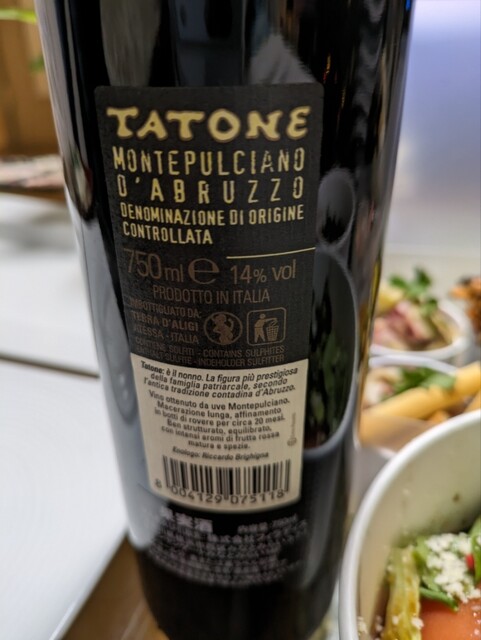 TATONE
MONTEPULCIANO
D'ABRUZZO
DENOMINAZIONE DI ORIGINE
CONTROLLATA
750ml e 14% vol
PRODOTTO IN ITALIA
IMBOTTIGLIATO DA:
TERRA D'ALIGI
ATESSA - ITALIA
CONTIENE SOLFITI - CONTAINS SULPHITES
INDEHOLDER SULFITTER
Tatone: è il nonno. La figura più prestigiosa
della famiglia patriarcale, secondo
l'antica tradizione contadina d'Abruzzo.
Vino ottenuto da uve Montepulciano.
Macerazione lunga, affinamento
in botti di rovere per circa 20 mesi.
Ben strutturato, equilibrato,
con intensi aromi di frutta rossa
matura e spezie.
Enologo: Riccardo Brighigna
8 004129 075118